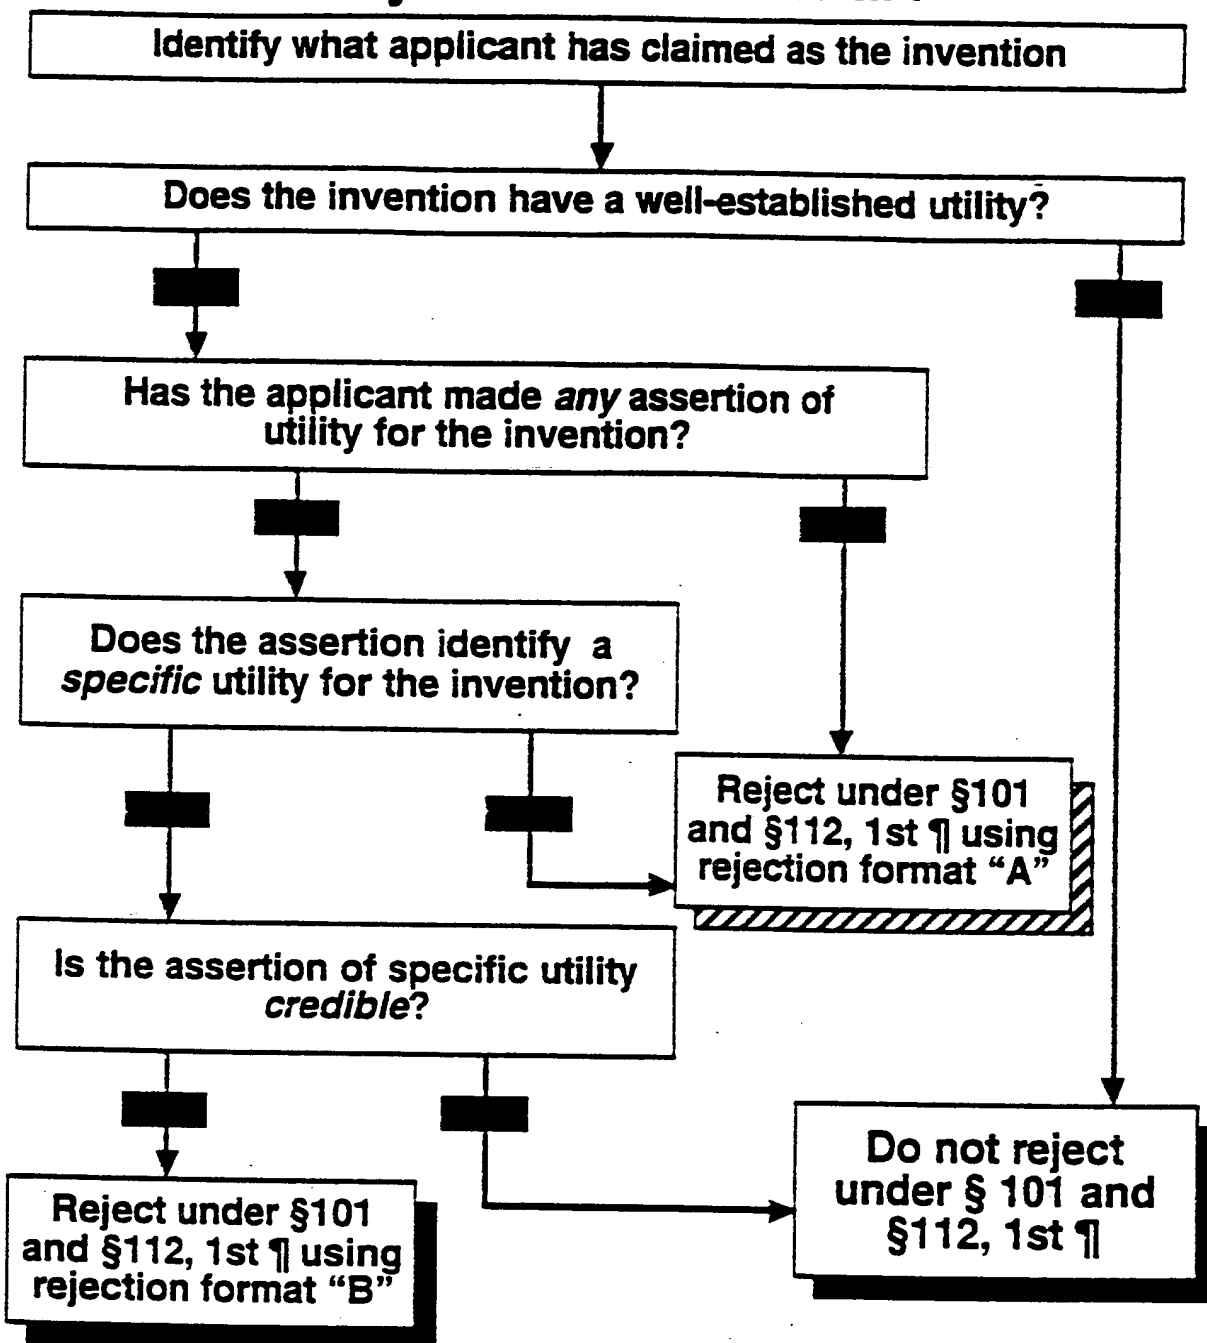 Identify what applicant has claimed as the invention
Does the invention have a well-established utility?
Has the applicant made any assertion of
utility for the invention?
Does the assertion identify a
specific utility for the invention?
Reject under §101
and §112, 1st ¶ using
rejection format “A”
Is the assertion of specific utility
credible?
Do not reject
under § 101 and
§112, 1st ¶
Reject under §101
and §112, 1st ¶ using
rejection format “B”